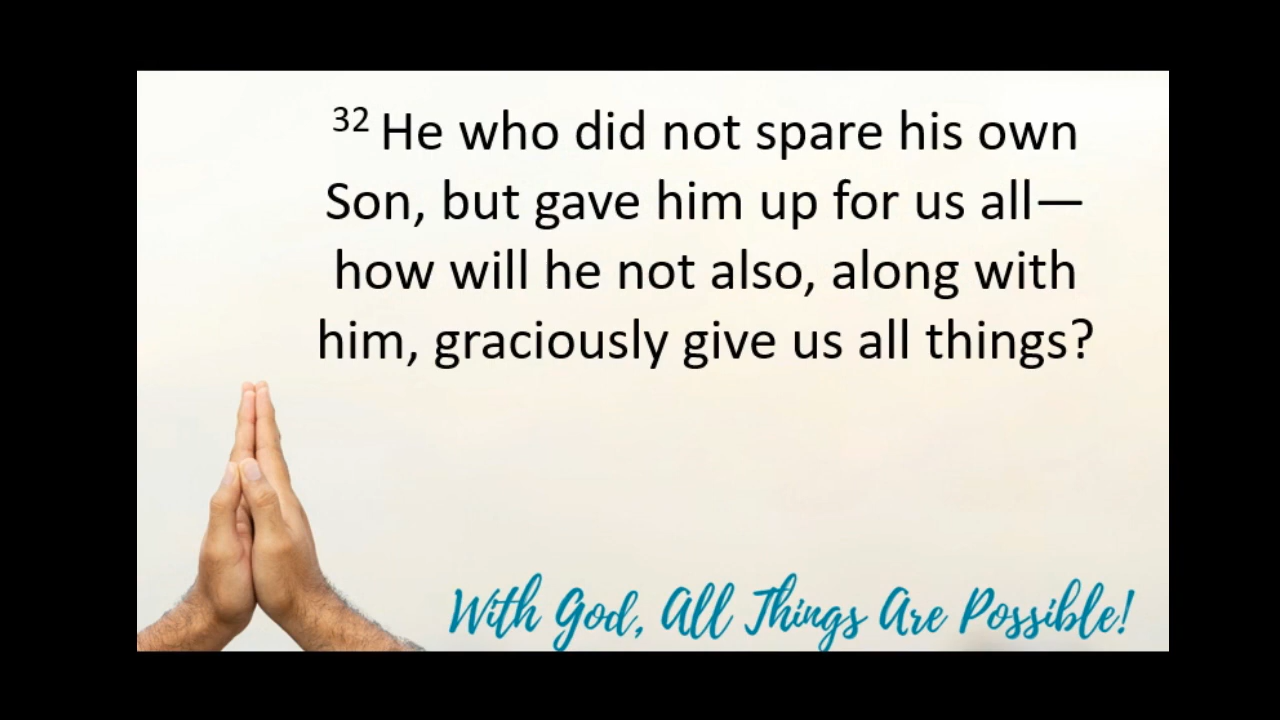 32 He who did not spare his own
Son, but gave him up for us all—
how will he not also, along with
him, graciously give us all things?
With God, All Things Are Possible!